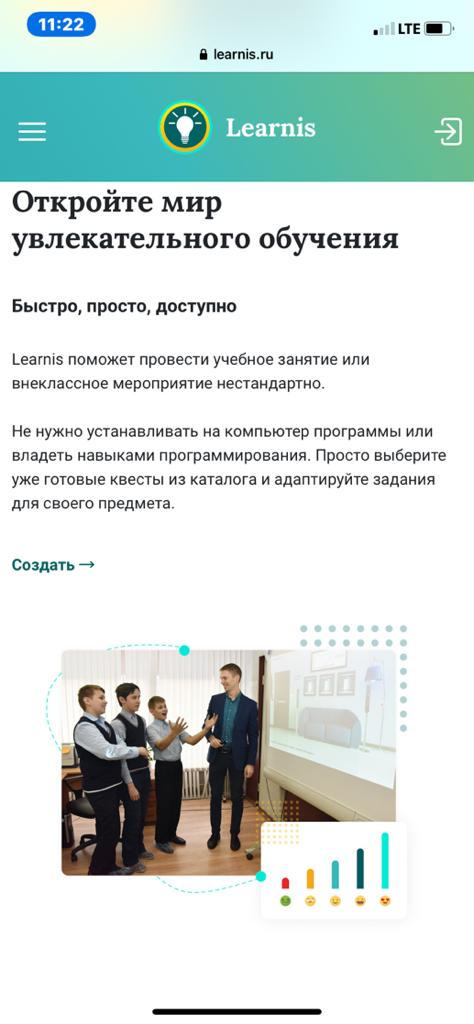 11:22
LTE
learnis.ru
Learnis
Откройте мир
увлекательного обучения
Быстро, просто, доступно
Learnis поможет провести учебное занятие или
внеклассное мероприятие нестандартно.
Не нужно устанавливать на компьютер программы или
владеть навыками программирования. Просто выберите
уже готовые квесты из каталога и адаптируйте задания
для своего предмета.
Создать →